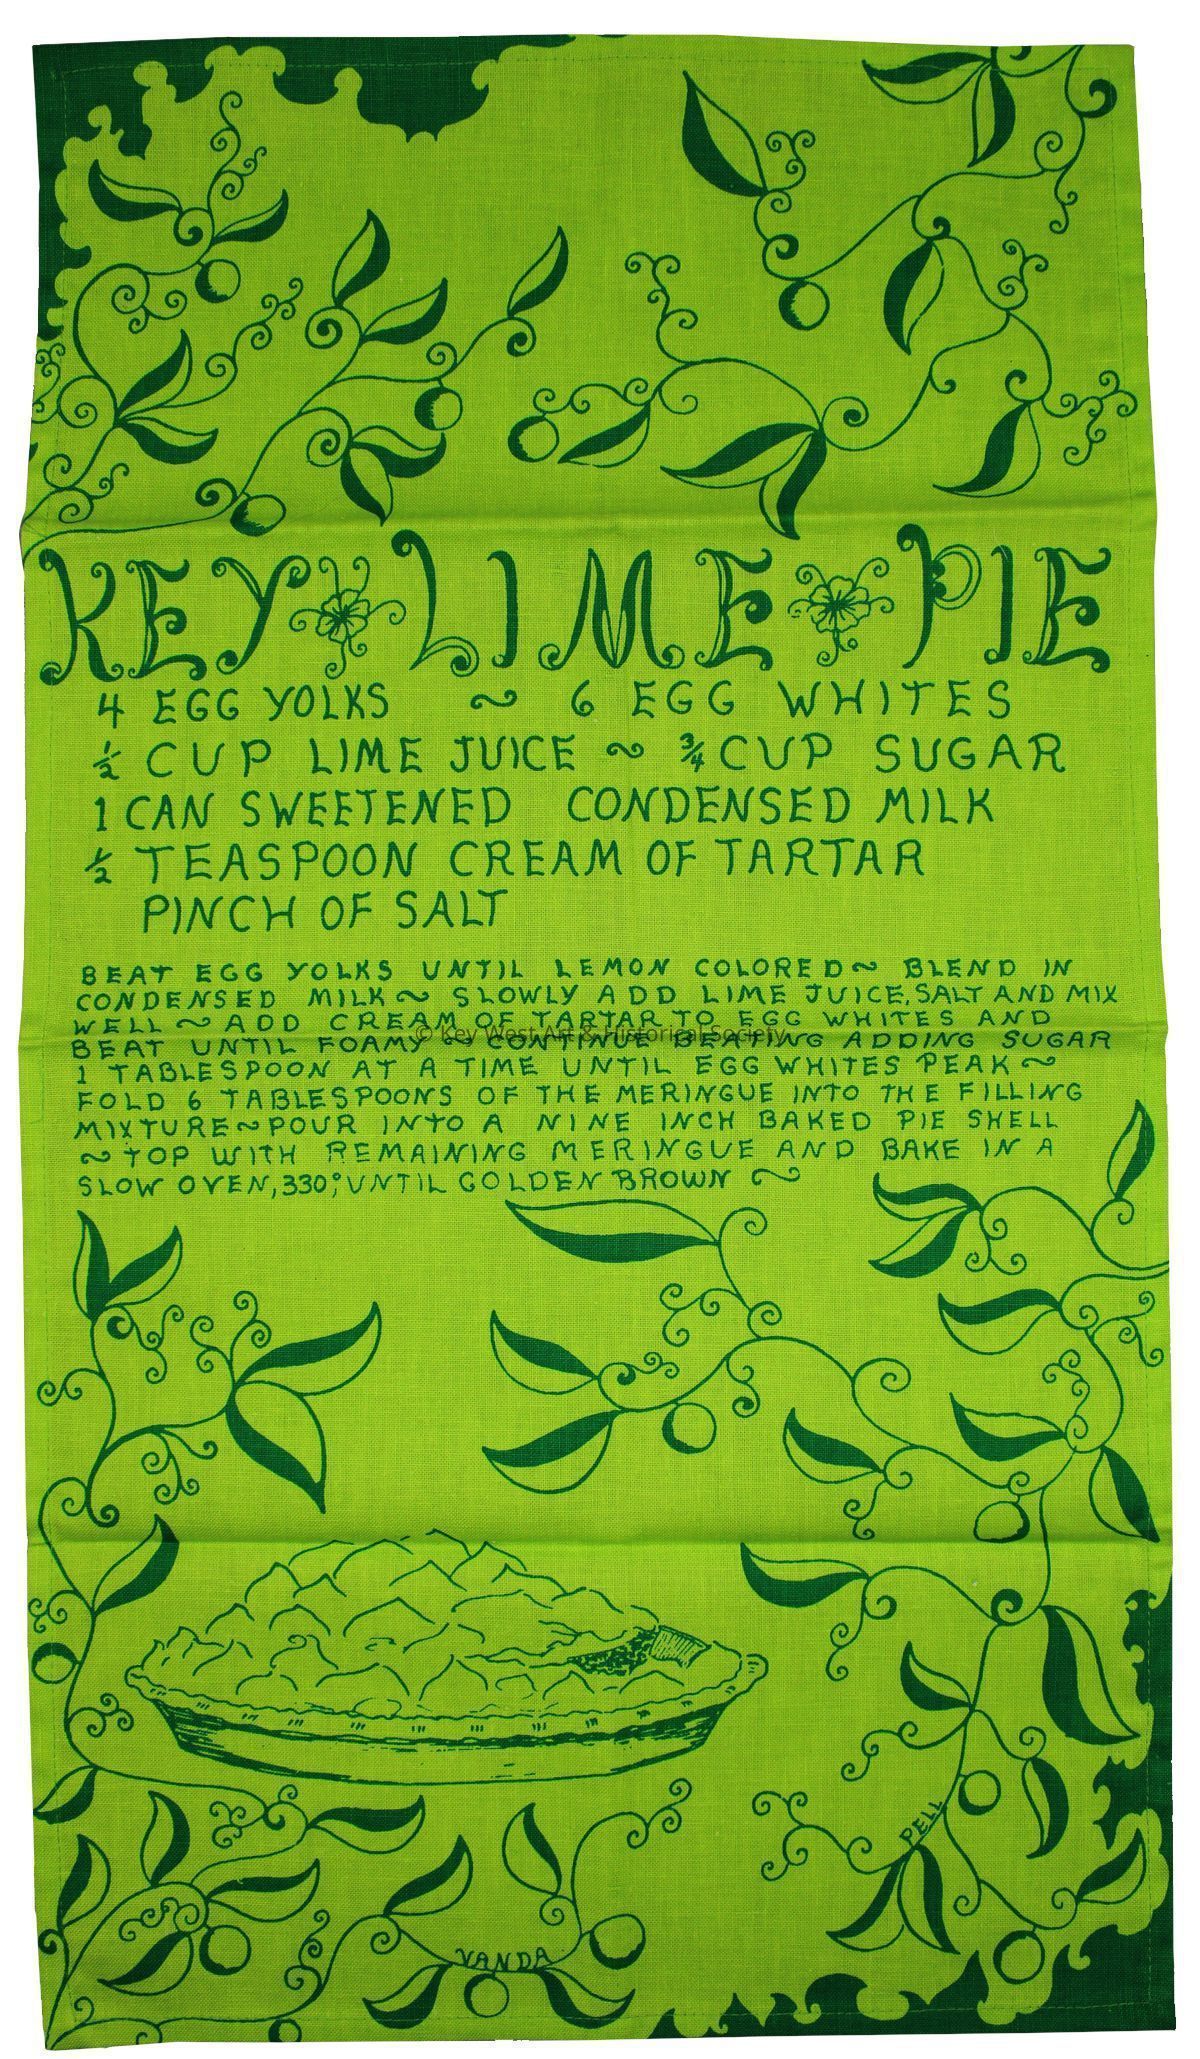 KEY LIME PIE
4 EGG YOLKS ~ 6 EGG WHITES
½ CUP LIME JUICE ~ ¾ CUP SUGAR
1 CAN SWEETENED CONDENSED MILK
½ TEASPOON CREAM OF TARTAR
PINCH OF SALT
BEAT EGG YOLKS UNTIL LEMON COLORED ~ BLEND IN
CONDENSED MILK ~ SLOWLY ADD LIME JUICE, SALT AND MIX
WELL ~ ADD CREAM OF TARTAR TO EGG WHITES AND
© Key West Art & Historical Society
BEAT UNTIL FOAMY ~ CONTINUE BEATING ADDING SUGAR
1 TABLESPOON AT A TIME UNTIL EGG WHITES PEAK ~
FOLD 6 TABLESPOONS OF THE MERINGUE INTO THE FILLING
MIXTURE ~ POUR INTO A NINE INCH BAKED PIE SHELL
~ TOP WITH REMAINING MERINGUE AND BAKE IN A
SLOW OVEN, 330°, UNTIL GOLDEN BROWN ~
PELL
VANDA